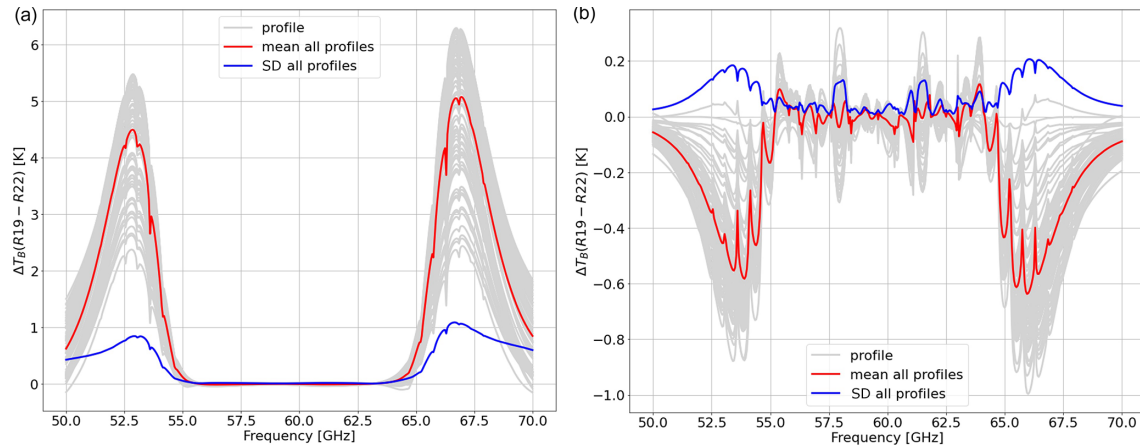 (a)
profile
mean all profiles
SD all profiles
ΔT_B(R19 − R22) [K]
6
5
4
3
2
1
0
50.0 52.5 55.0 57.5 60.0 62.5 65.0 67.5 70.0
Frequency [GHz]
(b)
ΔT_B(R19 − R22) [K]
0.2
0.0
−0.2
−0.4
−0.6
−0.8
−1.0
profile
mean all profiles
SD all profiles
50.0 52.5 55.0 57.5 60.0 62.5 65.0 67.5 70.0
Frequency [GHz]